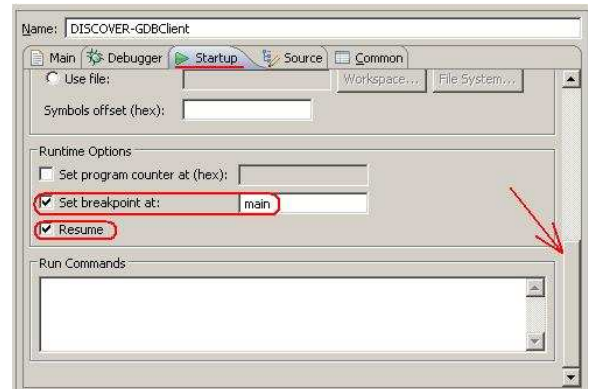 Name: DISCOVER-GDBClient
Main Debugger Startup Source Common
Use file: Workspace... File System...
Symbols offset (hex):
Runtime Options
Set program counter at (hex):
Set breakpoint at: main
Resume
Run Commands